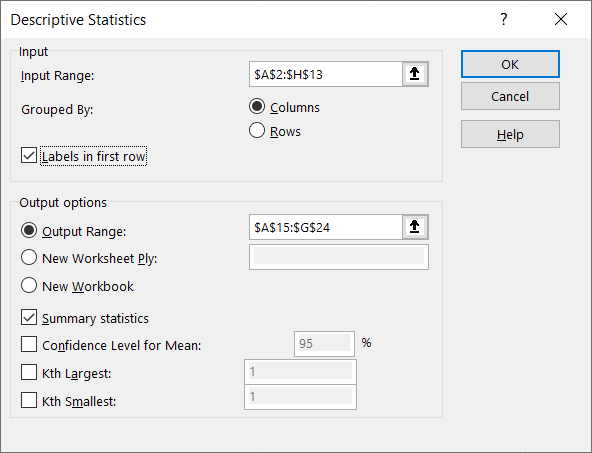 Descriptive Statistics
?
Input
Input Range: $A$2:$H$13
Grouped By: Columns
Rows
Labels in first row
Output options
Output Range: $A$15:$G$24
New Worksheet Ply:
New Workbook
Summary statistics
Confidence Level for Mean: 95 %
Kth Largest: 1
Kth Smallest: 1
OK
Cancel
Help